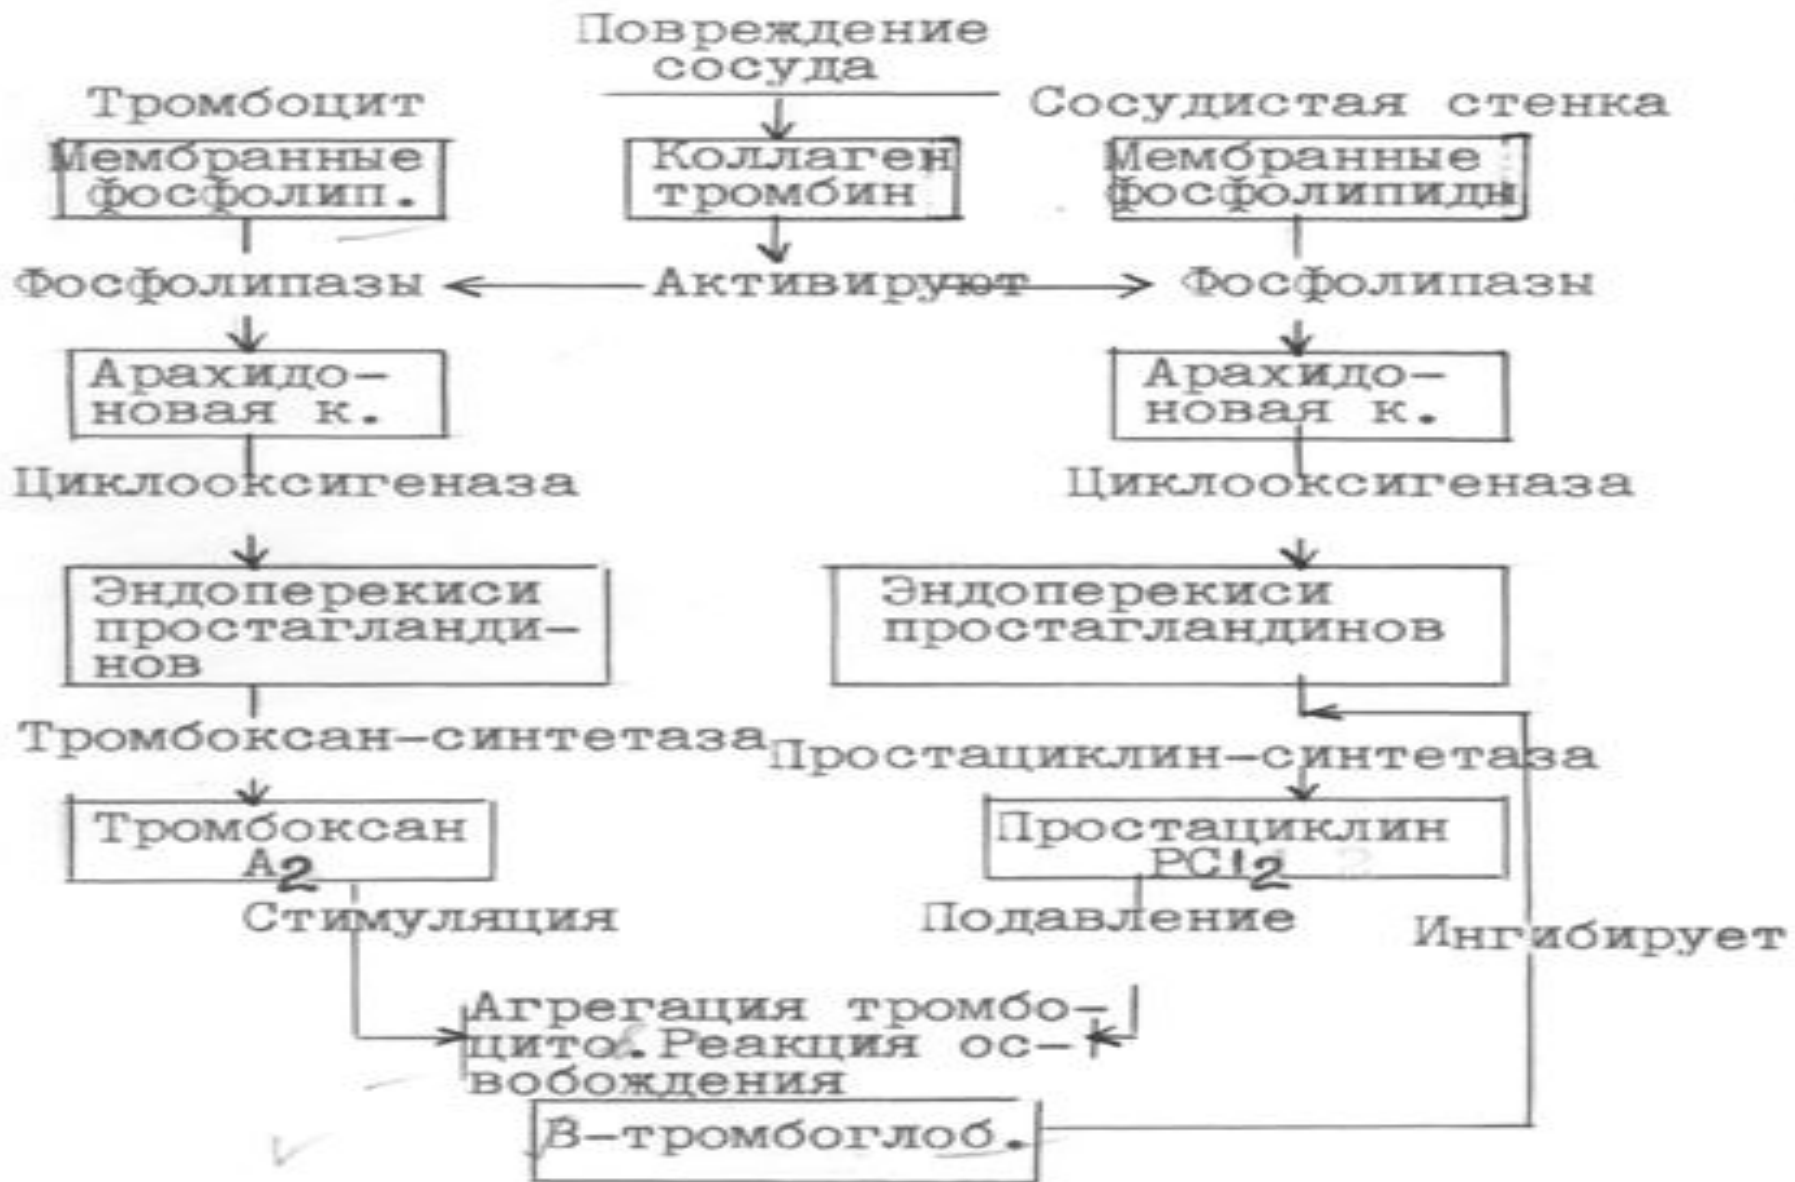 Повреждение
сосуда
Тромбоцит
Сосудистая стенка
Мембранные
фосфолип.
Коллаген
тромбин
Мембранные
фосфолипиды
Фосфолипазы
Активируют
Фосфолипазы
Арахидо-
новая к.
Арахидо-
новая к.
Циклооксигеназа
Циклооксигеназа
Эндоперекиси
простагланди-
нов
Эндоперекиси
простагландинов
Тромбоксан-синтетаза
Простациклин-синтетаза
Тромбоксан
А2
Простациклин
РС12
Стимуляция
Подавление
Ингибирует
Агрегация тромбо-
цитов.Реакция ос-
вобождения
β-тромбоглоб.